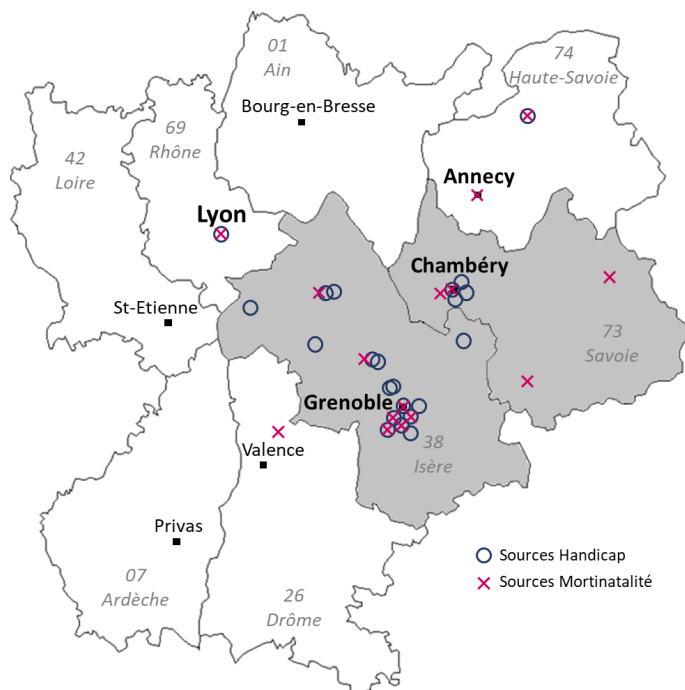 01
Ain
74
Haute-Savoie
Bourg-en-Bresse
69
Rhône
42
Loire
Annecy
Lyon
Chambéry
St-Etienne
73
Savoie
Grenoble
38
Isère
Valence
Privas
Sources Handicap
Sources Mortinatalité
07
Ardèche
26
Drôme